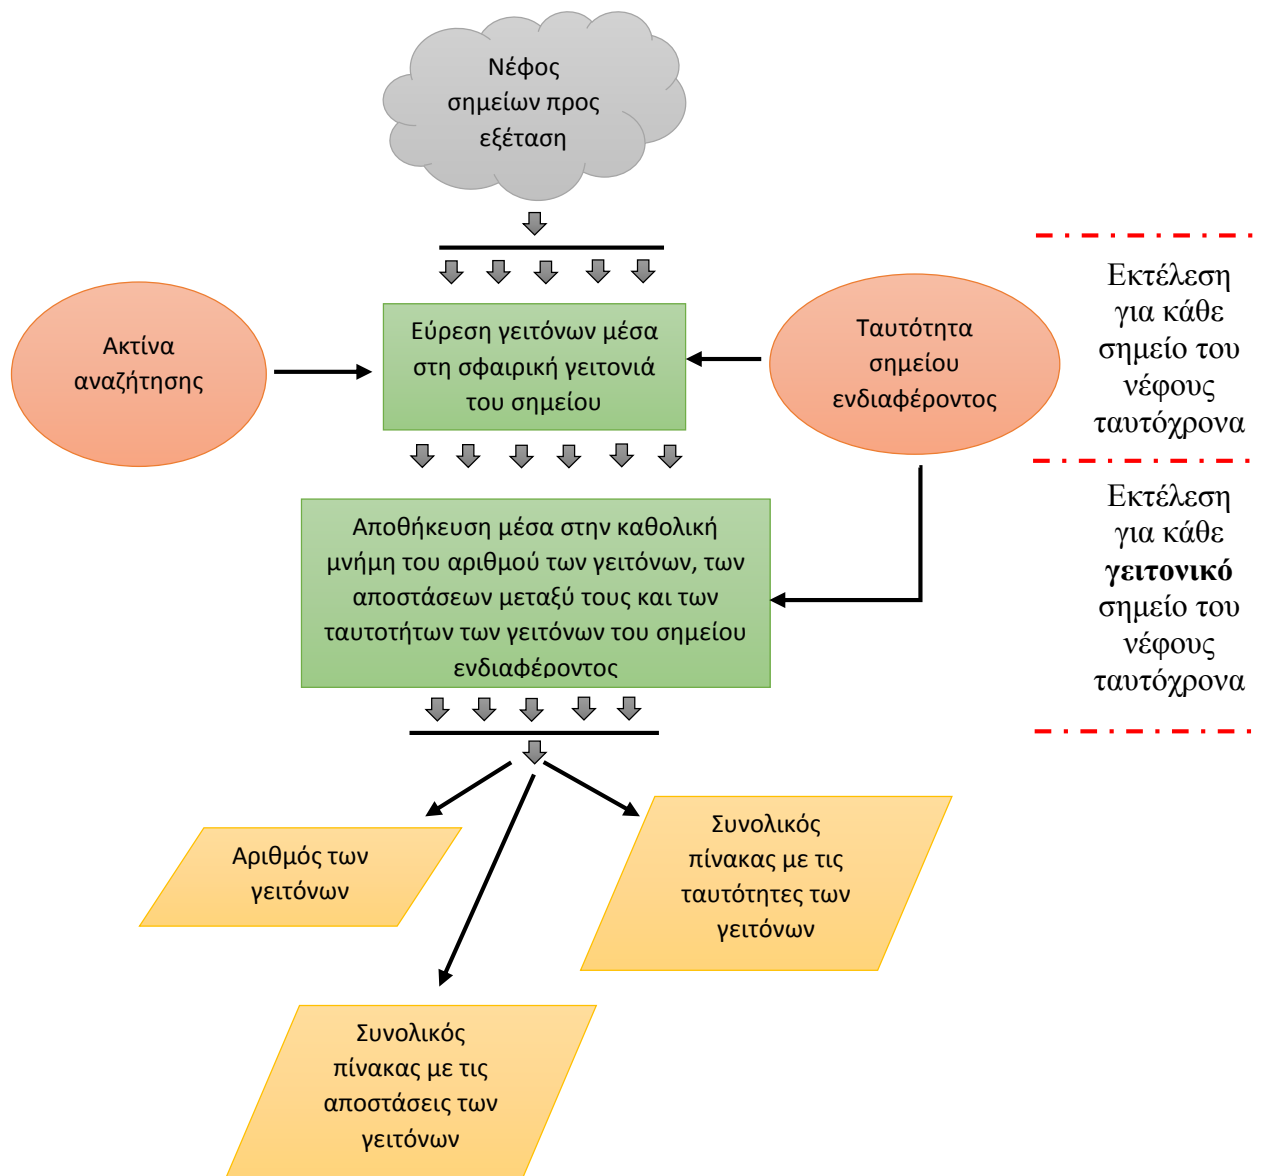 Νέφος
σημείων προς
εξέταση
Ακτίνα
αναζήτησης
Εύρεση γειτόνων μέσα
στη σφαιρική γειτονιά
του σημείου
Ταυτότητα
σημείου
ενδιαφέροντος
Εκτέλεση
για κάθε
σημείο του
νέφους
ταυτόχρονα
Αποθήκευση μέσα στην καθολική
μνήμη του αριθμού των γειτόνων, των
αποστάσεων μεταξύ τους και των
ταυτοτήτων των γειτόνων του σημείου
ενδιαφέροντος
Εκτέλεση
για κάθε
γειτονικό
σημείο του
νέφους
ταυτόχρονα
Αριθμός των
γειτόνων
Συνολικός
πίνακας με τις
ταυτότητες των
γειτόνων
Συνολικός
πίνακας με τις
αποστάσεις των
γειτόνων